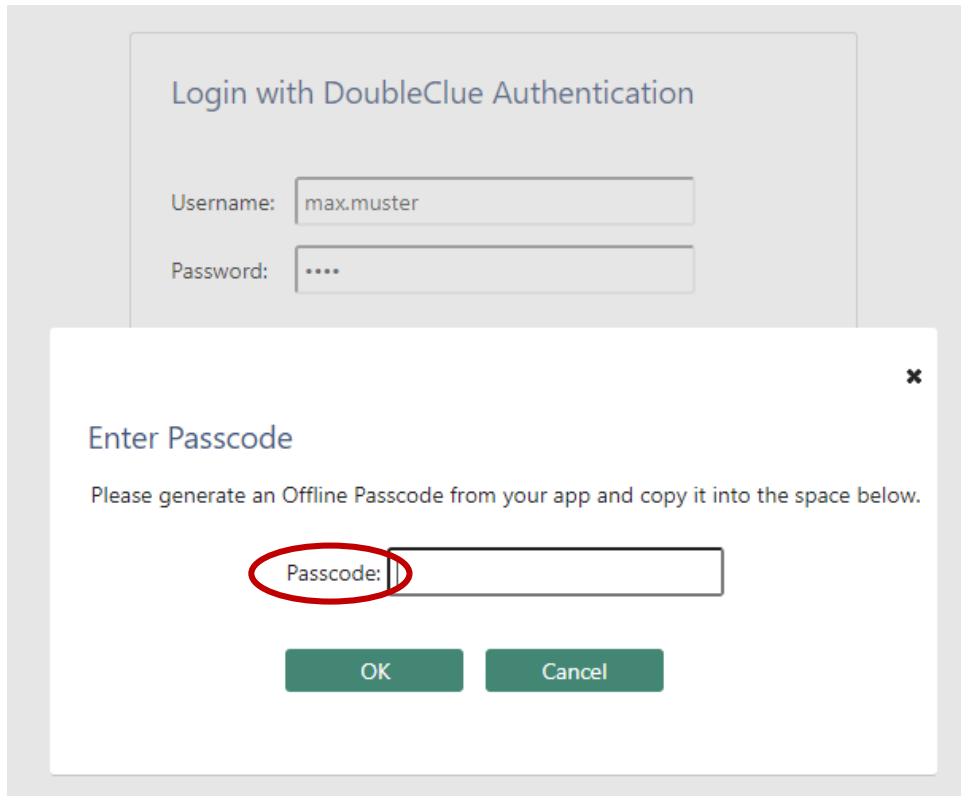 Login with DoubleClue Authentication
Username: max.muster
Password: ••••
Enter Passcode
Please generate an Offline Passcode from your app and copy it into the space below.
Passcode:
OK Cancel